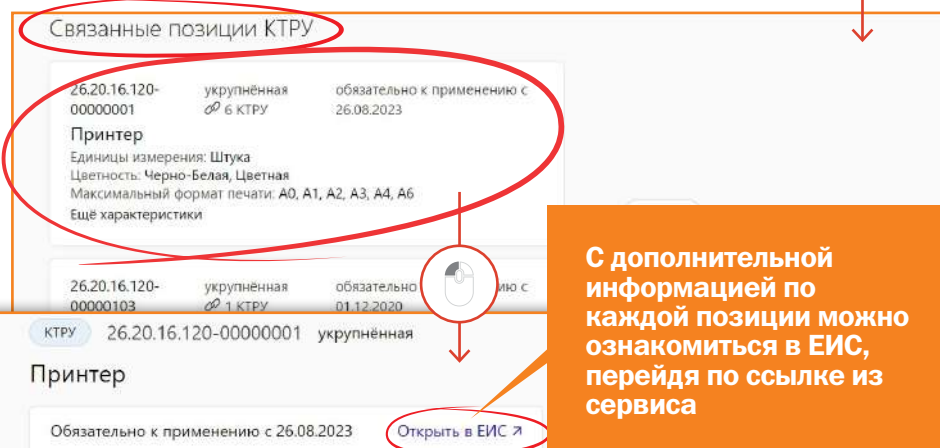 Связанные позиции КТРУ
26.20.16.120-00000001 укрупнённая обязательно к применению с
6 КТРУ 26.08.2023
Принтер
Единицы измерения: Штука
Цветность: Черно-Белая, Цветная
Максимальный формат печати: А0, А1, А2, А3, А4, А6
Ещё характеристики
26.20.16.120-00000103 укрупнённая обязательно
1 КТРУ 01.12.2020
КТРУ 26.20.16.120-00000001 укрупнённая
Принтер
Обязательно к применению с 26.08.2023 Открыть в ЕИС ↗
С дополнительной
информацией по
каждой позиции можно
ознакомиться в ЕИС,
перейдя по ссылке из
сервиса